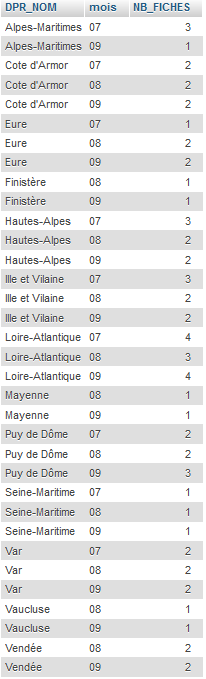 DPR_NOM mois NB_FICHES
Alpes-Maritimes 07 3
Alpes-Maritimes 09 1
Cote d'Armor 07 2
Cote d'Armor 08 2
Cote d'Armor 09 2
Eure 07 1
Eure 08 2
Eure 09 2
Finistère 08 1
Finistère 09 1
Hautes-Alpes 07 3
Hautes-Alpes 08 2
Hautes-Alpes 09 2
Ille et Vilaine 07 3
Ille et Vilaine 08 2
Ille et Vilaine 09 2
Loire-Atlantique 07 4
Loire-Atlantique 08 3
Loire-Atlantique 09 4
Mayenne 08 1
Mayenne 09 1
Puy de Dôme 07 2
Puy de Dôme 08 2
Puy de Dôme 09 3
Seine-Maritime 07 1
Seine-Maritime 08 1
Seine-Maritime 09 1
Var 07 2
Var 08 2
Var 09 2
Vaucluse 08 1
Vaucluse 09 1
Vendée 08 2
Vendée 09 2